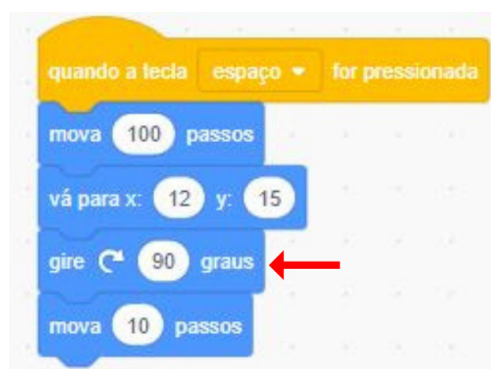 quando a tecla espaço for pressionada
mova 100 passos
vá para x: 12 y: 15
gire 90 graus
mova 10 passos